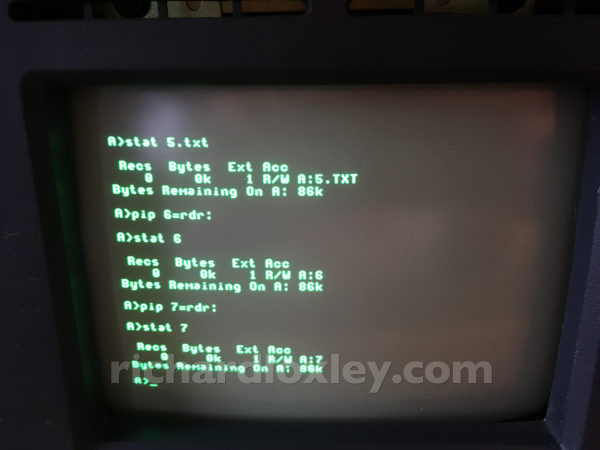 A>stat 5.txt
Recs Bytes Ext Acc
0 0k 1 R/W A:5.TXT
Bytes Remaining On A: 86k
A>pip 6=rdr:
A>stat 6
Recs Bytes Ext Acc
0 0k 1 R/W A:6
Bytes Remaining On A: 86k
A>pip 7=rdr:
A>stat 7
Recs Bytes Ext Acc
0 0k 1 R/W A:7
Bytes Remaining On A: 86k
richardloxley.com
A>_